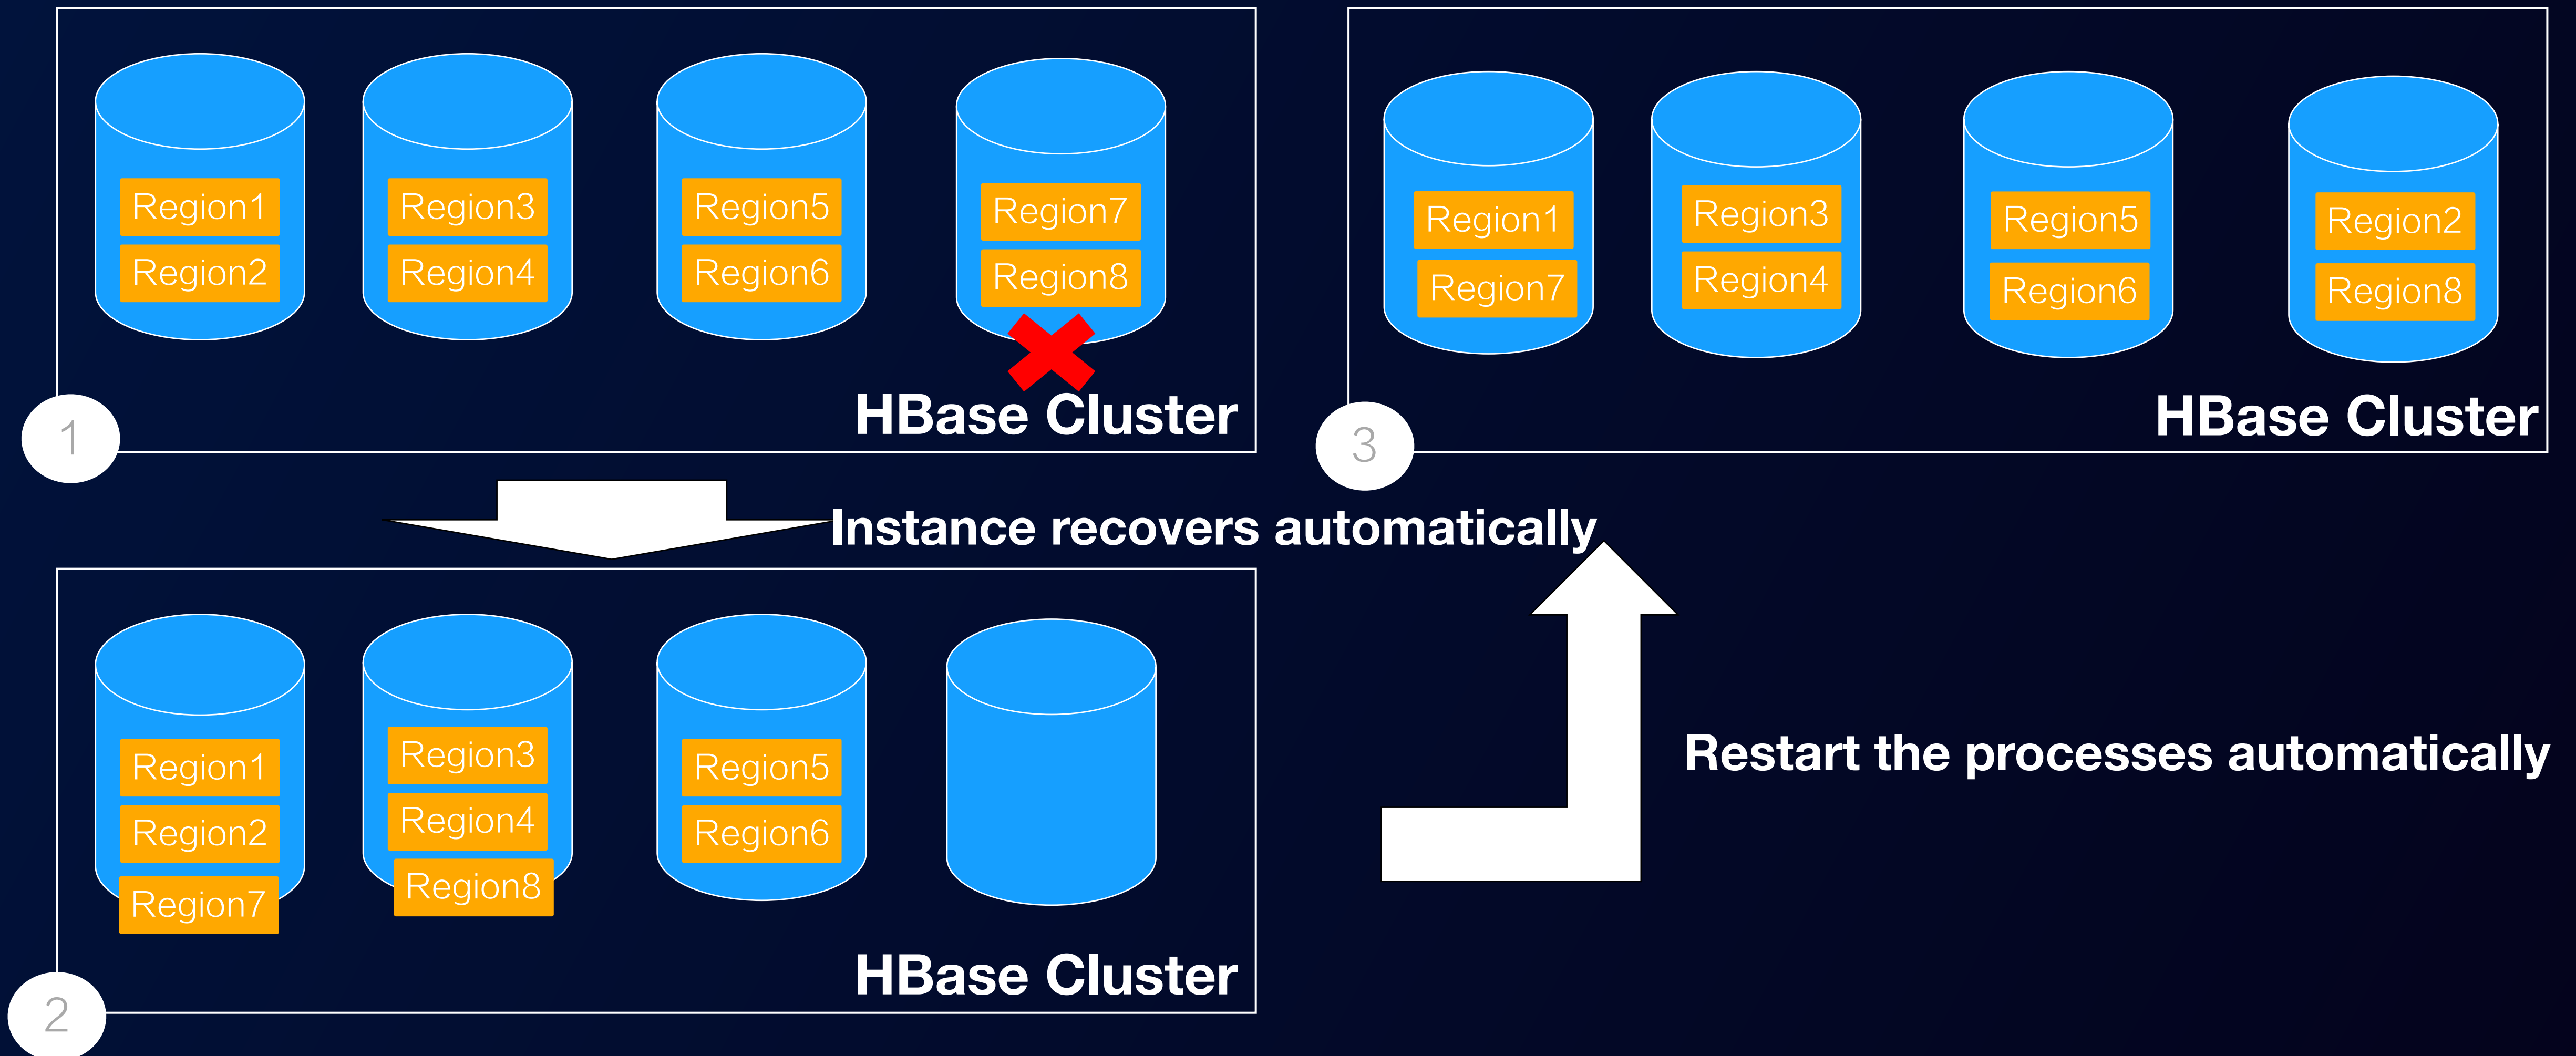 Region1
Region2
Region3
Region4
Region5
Region6
Region7
Region8
HBase Cluster
1
Region1
Region7
Region3
Region4
Region5
Region6
Region2
Region8
HBase Cluster
3
Instance recovers automatically
Region1
Region2
Region7
Region3
Region4
Region8
Region5
Region6
HBase Cluster
2
Restart the processes automatically